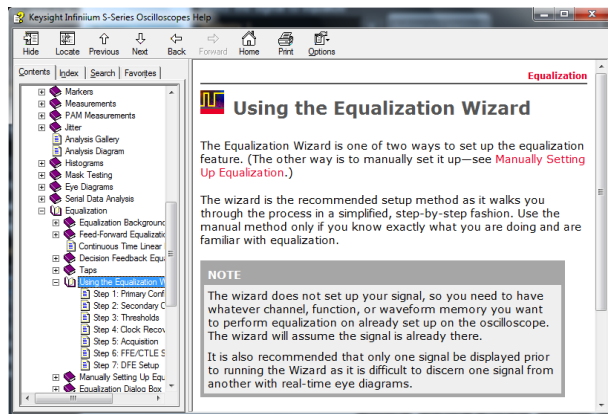 Keysight Infiniium S-Series Oscilloscopes Help
Hide Locate Previous Next Back Forward Home Print Options
Contents Index Search Favorites
Markers
Measurements
PAM Measurements
Jitter
Analysis Gallery
Analysis Diagram
Histograms
Mask Testing
Eye Diagrams
Serial Data Analysis
Equalization
Equalization Background
Feed-Forward Equalizatic
Continuous Time Linear
Decision Feedback Equa
Taps
Using the Equalization W
Step 1: Primary Conf
Step 2: Secondary C
Step 3: Thresholds
Step 4: Clock Recov
Step 5: Acquisition
Step 6: FFE/CTLE S
Step 7: DFE Setup
Manually Setting Up Equ
Equalization Dialog Box
Equalization
Using the Equalization Wizard
The Equalization Wizard is one of two ways to set up the equalization
feature. (The other way is to manually set it up—see Manually Setting
Up Equalization.)
The wizard is the recommended setup method as it walks you
through the process in a simplified, step-by-step fashion. Use the
manual method only if you know exactly what you are doing and are
familiar with equalization.
NOTE
The wizard does not set up your signal, so you need to have
whatever channel, function, or waveform memory you want
to perform equalization on already set up on the oscilloscope.
The wizard will assume the signal is already there.
It is also recommended that only one signal be displayed prior
to running the Wizard as it is difficult to discern one signal from
another with real-time eye diagrams.